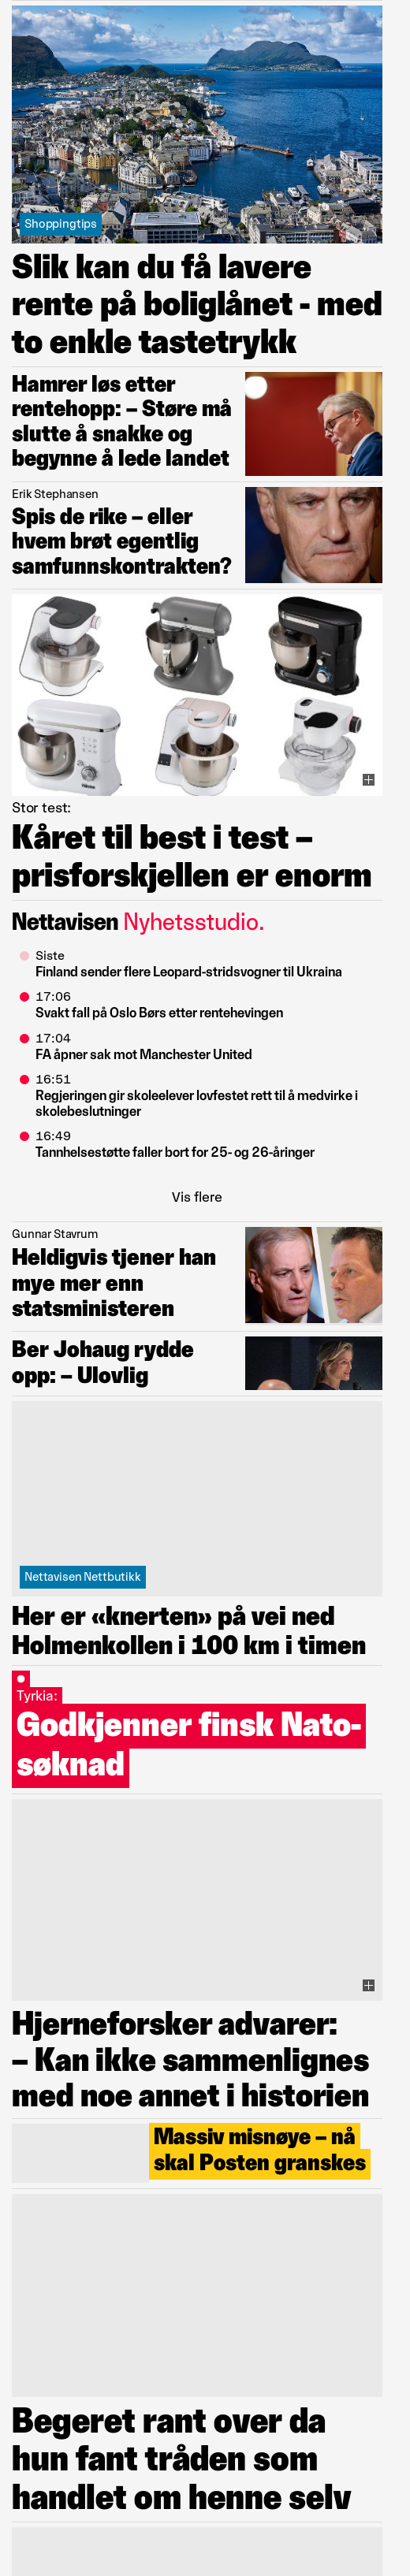 Shoppingtips
Slik kan du få lavere
rente på boliglånet - med
to enkle tastetrykk
Hamrer løs etter
rentehopp: – Støre må
slutte å snakke og
begynne å lede landet
Erik Stephansen
Spis de rike – eller
hvem brøt egentlig
samfunnskontrakten?
Stor test:
Kåret til best i test –
prisforskjellen er enorm
Nettavisen Nyhetsstudio.
Siste
Finland sender flere Leopard-stridsvogner til Ukraina
17:06
Svakt fall på Oslo Børs etter rentehevingen
17:04
FA åpner sak mot Manchester United
16:51
Regjeringen gir skoleelever lovfestet rett til å medvirke i
skolebeslutninger
16:49
Tannhelsestøtte faller bort for 25- og 26-åringer
Vis flere
Gunnar Stavrum
Heldigvis tjener han
mye mer enn
statsministeren
Ber Johaug rydde
opp: – Ulovlig
Nettavisen Nettbutikk
Her er «knerten» på vei ned
Holmenkollen i 100 km i timen
Tyrkia:
Godkjenner finsk Nato-
søknad
Hjerneforsker advarer:
– Kan ikke sammenlignes
med noe annet i historien
Massiv misnøye – nå
skal Posten granskes
Begeret rant over da
hun fant tråden som
handlet om henne selv